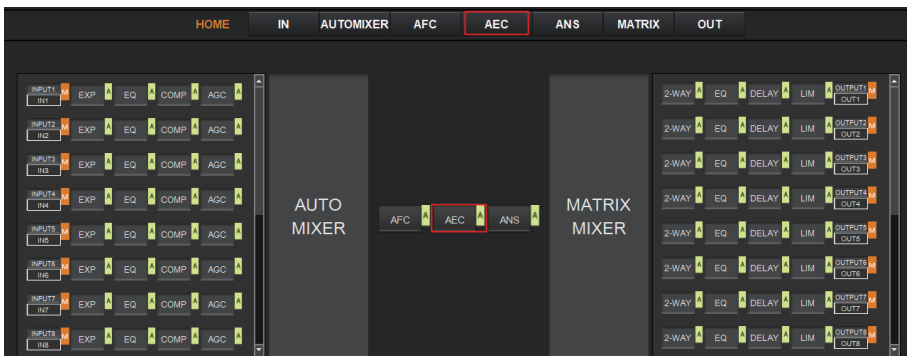 HOME IN AUTOMIXER AFC AEC ANS MATRIX OUT
INPUT1 M EXP A EQ A COMP A AGC A
IN1
INPUT2 M EXP A EQ A COMP A AGC A
IN2
INPUT3 M EXP A EQ A COMP A AGC A
IN3
INPUT4 M EXP A EQ A COMP A AGC A
IN4
INPUT5 M EXP A EQ A COMP A AGC A
IN5
INPUT6 M EXP A EQ A COMP A AGC A
IN6
INPUT7 M EXP A EQ A COMP A AGC A
IN7
INPUT8 M EXP A EQ A COMP A AGC A
IN8
AUTO
MIXER
AFC A AEC A ANS A
MATRIX
MIXER
2-WAY A EQ A DELAY A LIM A OUTPUT1 M
OUT1
2-WAY A EQ A DELAY A LIM A OUTPUT2 M
OUT2
2-WAY A EQ A DELAY A LIM A OUTPUT3 M
OUT3
2-WAY A EQ A DELAY A LIM A OUTPUT4 M
OUT4
2-WAY A EQ A DELAY A LIM A OUTPUT5 M
OUT5
2-WAY A EQ A DELAY A LIM A OUTPUT6 M
OUT6
2-WAY A EQ A DELAY A LIM A OUTPUT7 M
OUT7
2-WAY A EQ A DELAY A LIM A OUTPUT8 M
OUT8